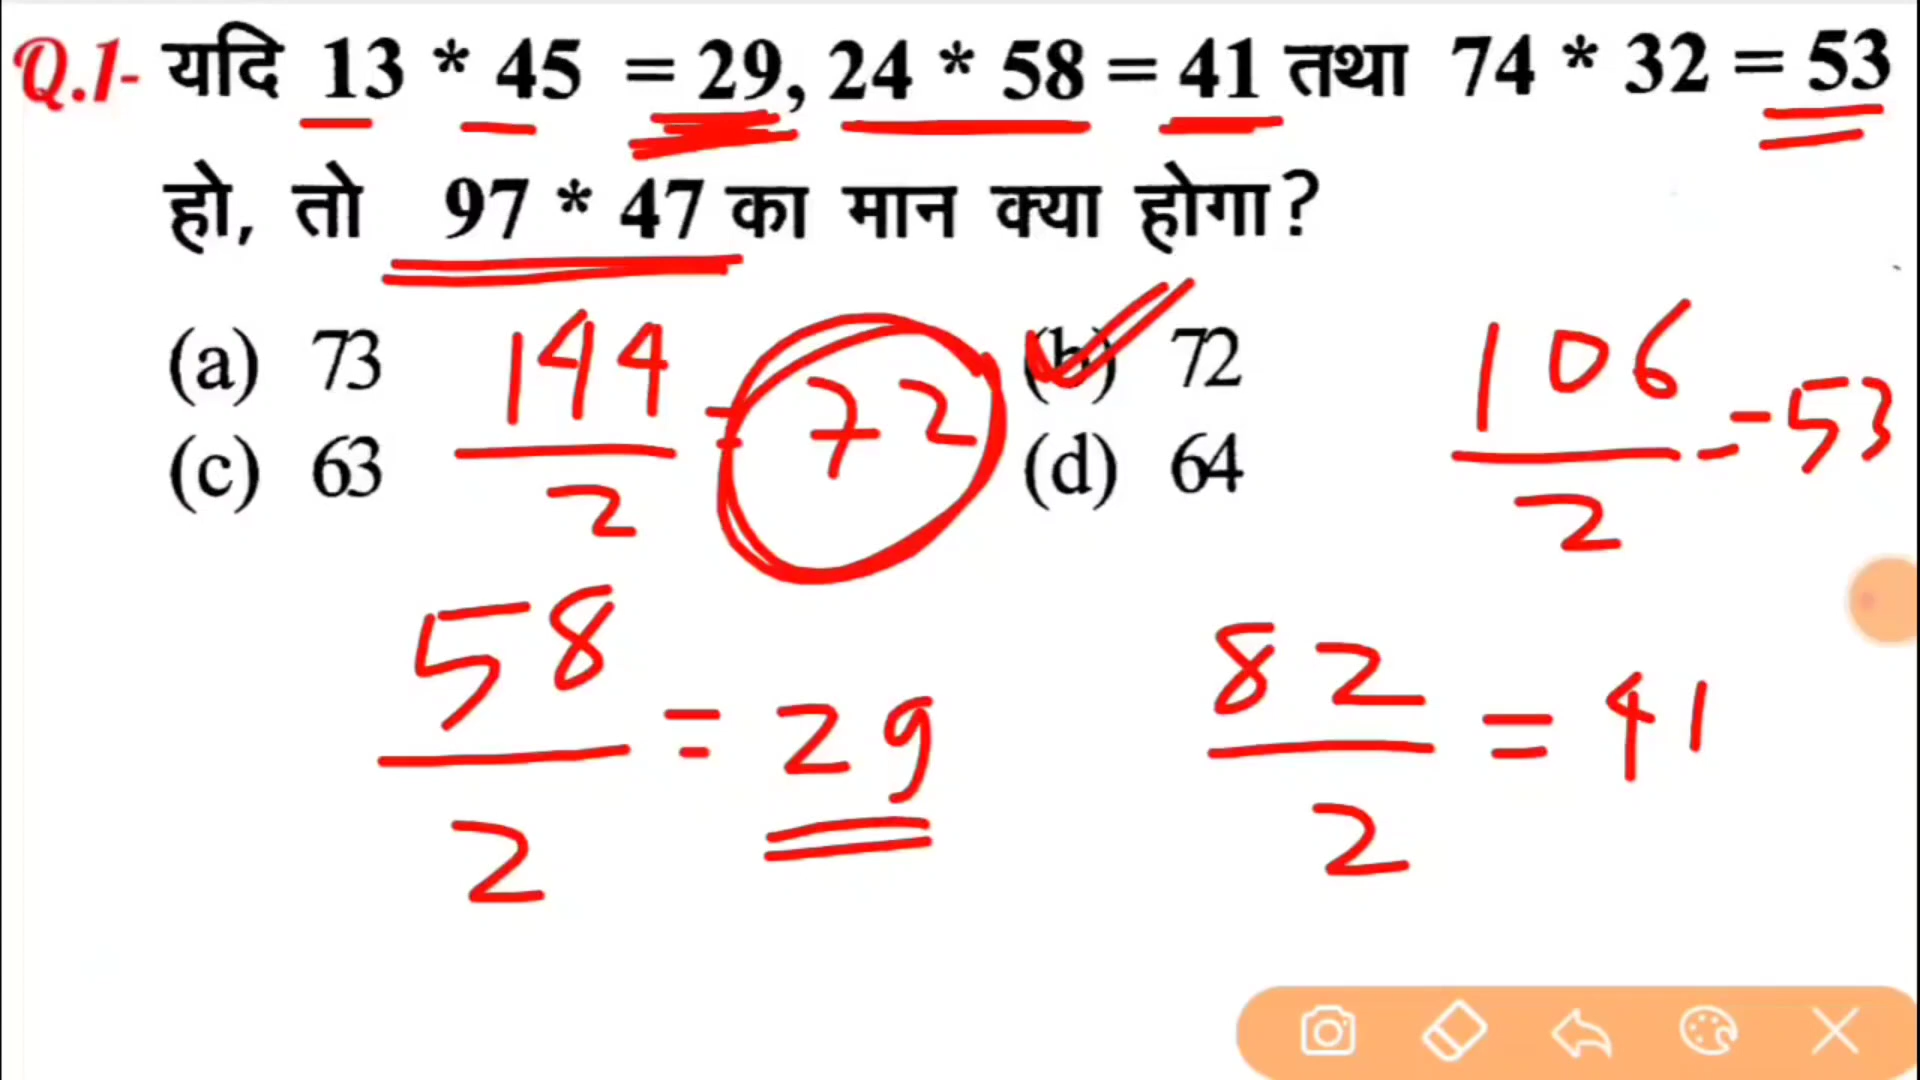 Q.1- यदि 13 * 45 = 29, 24 * 58 = 41 तथा 74 * 32 = 53
हो, तो 97 * 47 का मान क्या होगा?
(a) 73 (b) 72
(c) 63 (d) 64
144/2 = 72
106/2 = 53
58/2 = 29
82/2 = 41